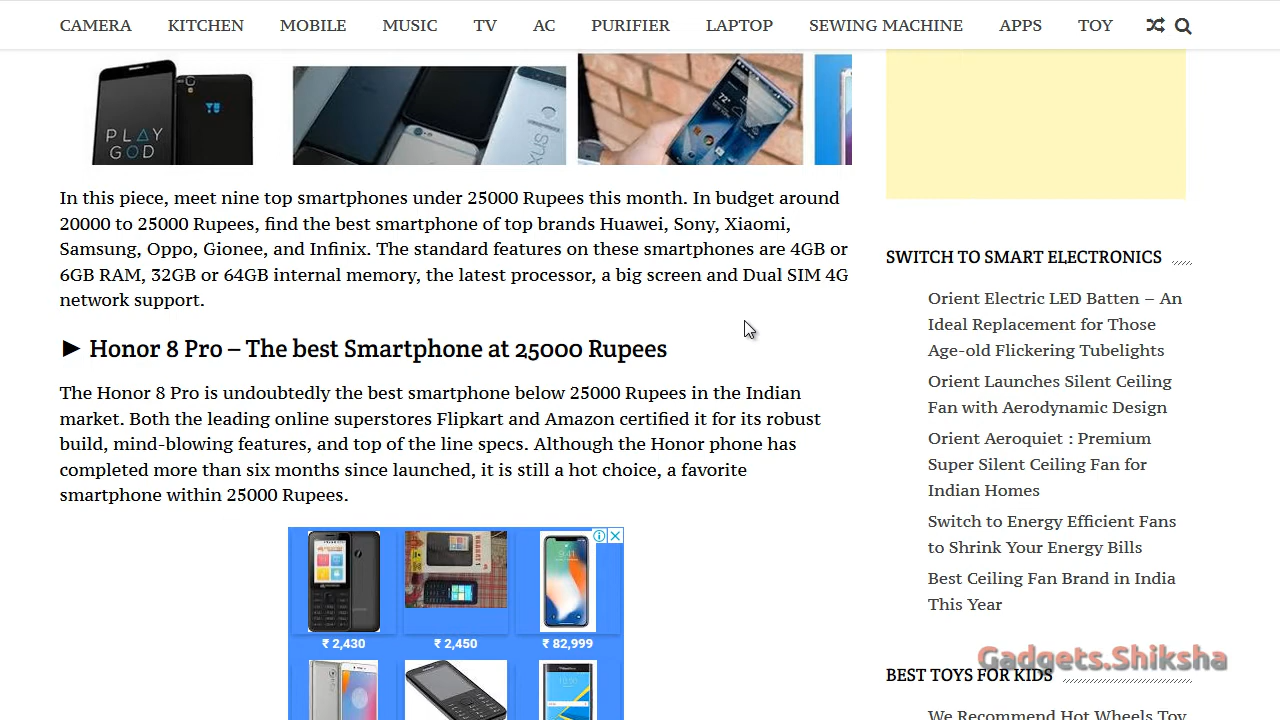 CAMERA KITCHEN MOBILE MUSIC TV AC PURIFIER LAPTOP SEWING MACHINE APPS TOY
PLAY
GOD
In this piece, meet nine top smartphones under 25000 Rupees this month. In budget around
20000 to 25000 Rupees, find the best smartphone of top brands Huawei, Sony, Xiaomi,
Samsung, Oppo, Gionee, and Infinix. The standard features on these smartphones are 4GB or
6GB RAM, 32GB or 64GB internal memory, the latest processor, a big screen and Dual SIM 4G
network support.
► Honor 8 Pro – The best Smartphone at 25000 Rupees
The Honor 8 Pro is undoubtedly the best smartphone below 25000 Rupees in the Indian
market. Both the leading online superstores Flipkart and Amazon certified it for its robust
build, mind-blowing features, and top of the line specs. Although the Honor phone has
completed more than six months since launched, it is still a hot choice, a favorite
smartphone within 25000 Rupees.
9:41
₹ 2,430 ₹ 2,450 ₹ 82,999
SWITCH TO SMART ELECTRONICS
Orient Electric LED Batten – An
Ideal Replacement for Those
Age-old Flickering Tubelights
Orient Launches Silent Ceiling
Fan with Aerodynamic Design
Orient Aeroquiet : Premium
Super Silent Ceiling Fan for
Indian Homes
Switch to Energy Efficient Fans
to Shrink Your Energy Bills
Best Ceiling Fan Brand in India
This Year
Gadgets.Shiksha
BEST TOYS FOR KIDS
We Recommend Hot Wheels Toy